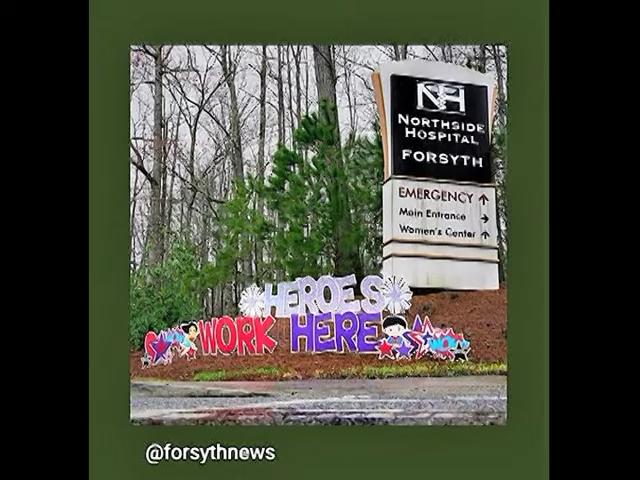 NH
NORTHSIDE
HOSPITAL
FORSYTH
EMERGENCY ↑
Main Entrance →
Women's Center ↑
HEROES
WORK HERE
@forsythnews